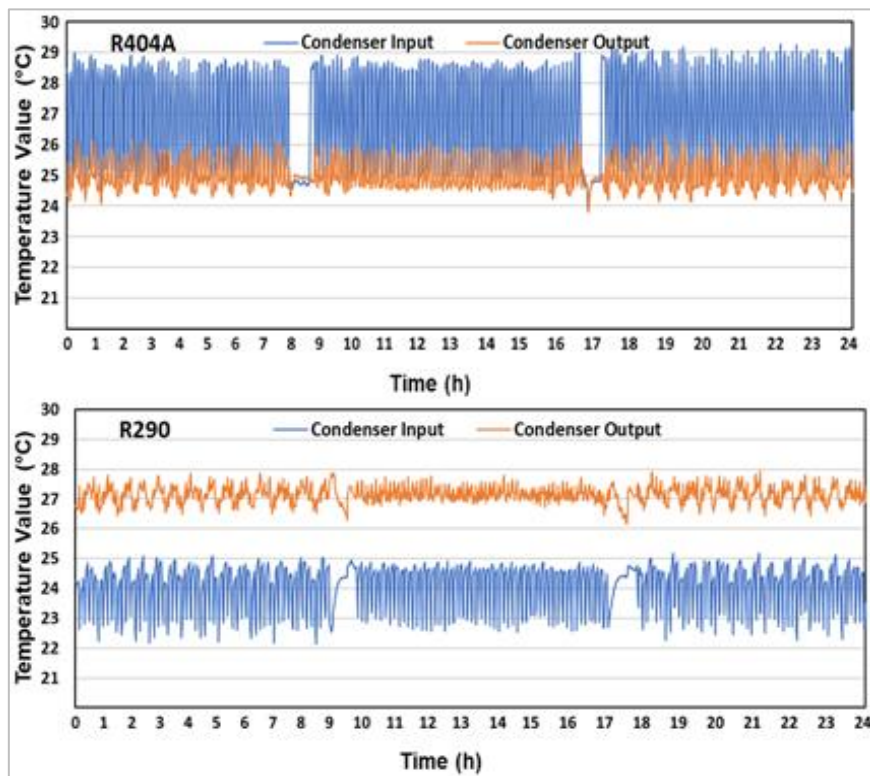 R404A
Condenser Input
Condenser Output
Temperature Value (°C)
30
29
28
27
26
25
24
23
22
21
0 1 2 3 4 5 6 7 8 9 10 11 12 13 14 15 16 17 18 19 20 21 22 23 24
Time (h)
R290
Condenser Input
Condenser Output
Temperature Value (°C)
30
29
28
27
26
25
24
23
22
21
0 1 2 3 4 5 6 7 8 9 10 11 12 13 14 15 16 17 18 19 20 21 22 23 24
Time (h)